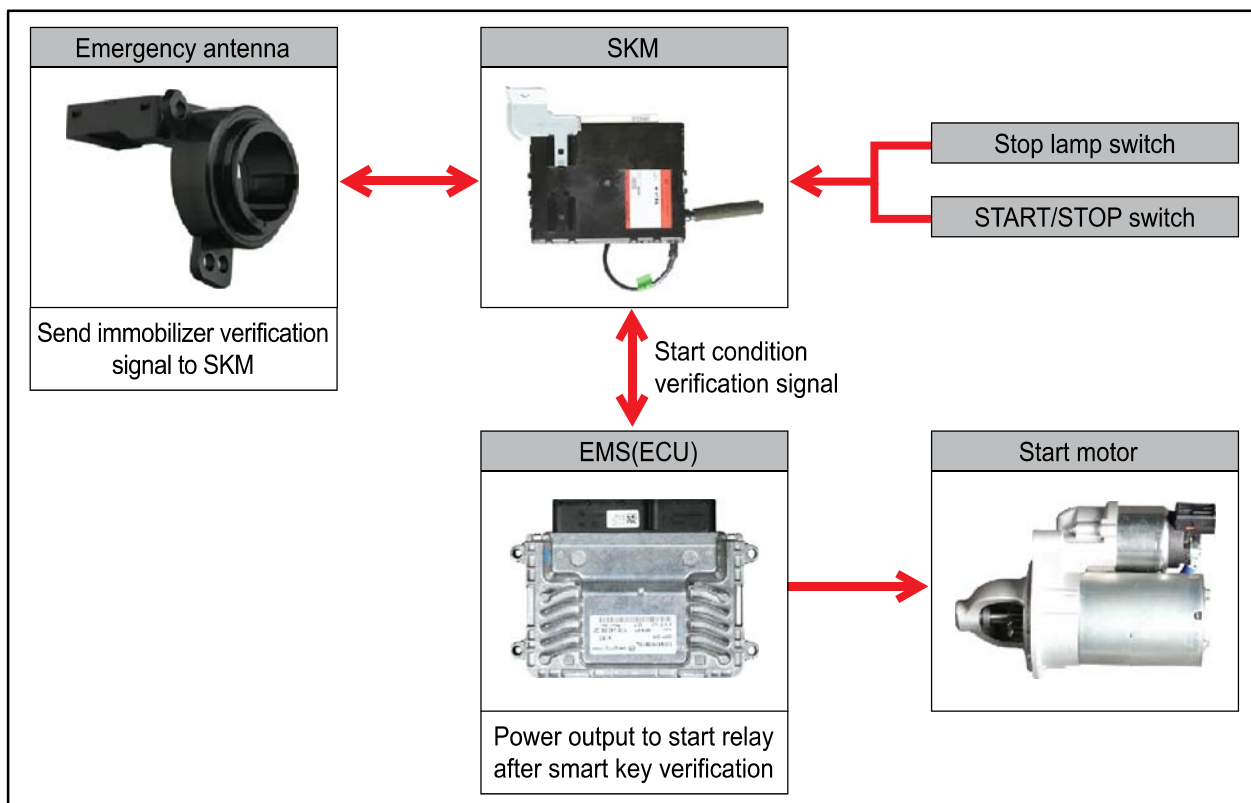 Emergency antenna
SKM
Stop lamp switch
START/STOP switch
Send immobilizer verification
signal to SKM
Start condition
verification signal
EMS(ECU)
Start motor
Power output to start relay
after smart key verification